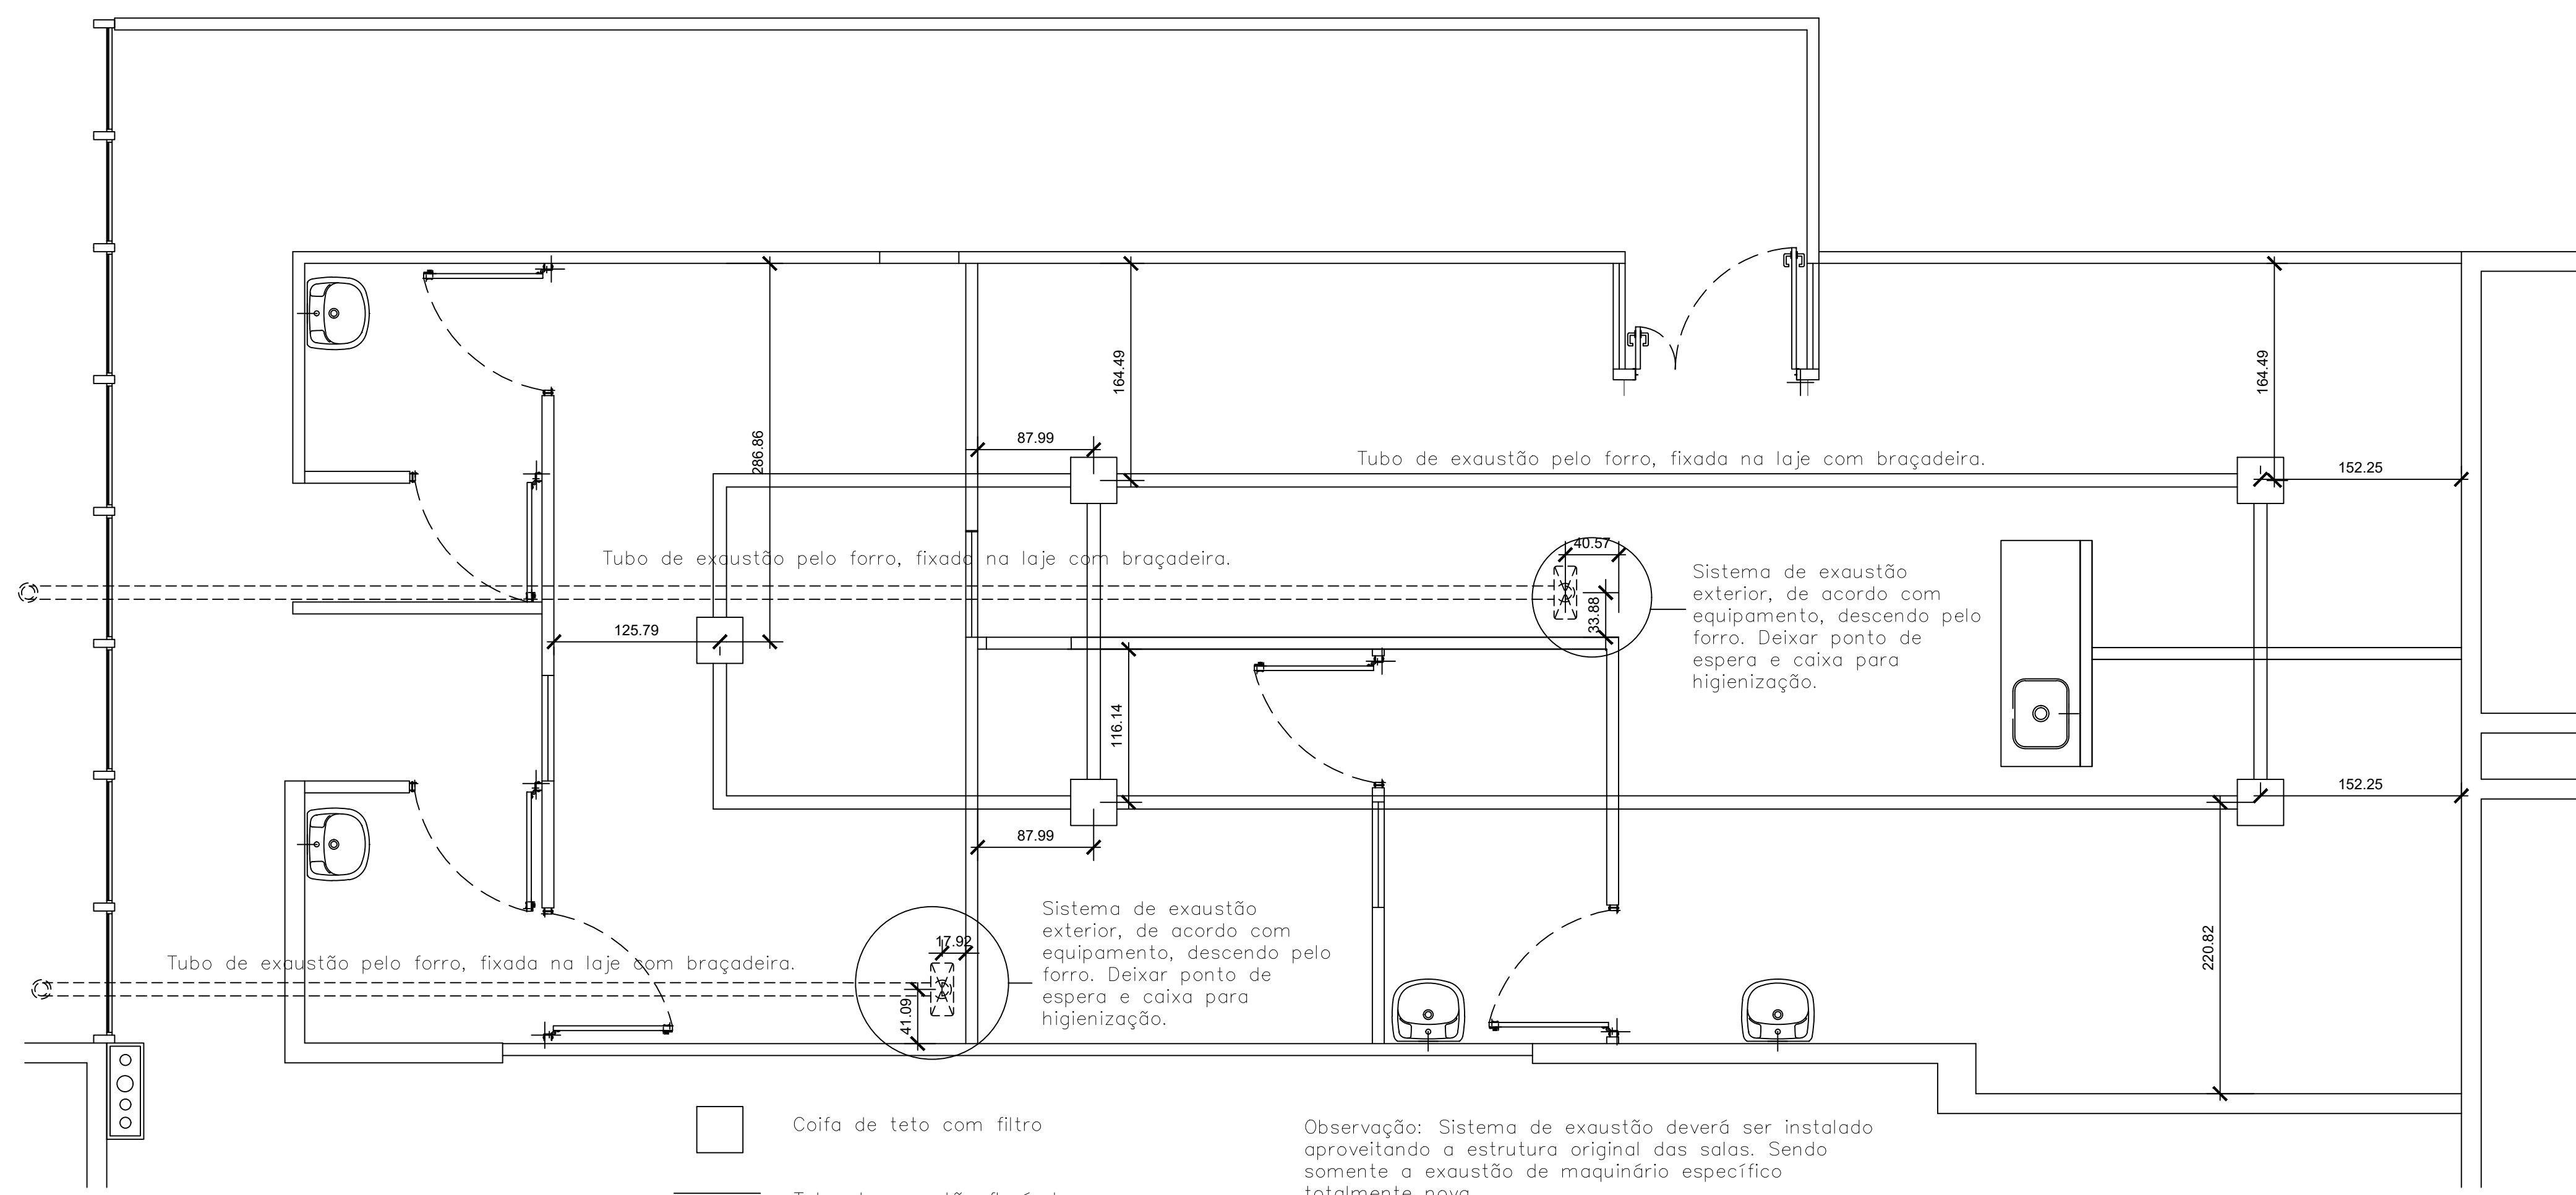 286.86
164.49
164.49
87.99
Tubo de exaustão pelo forro, fixada na laje com braçadeira.
152.25
Tubo de exaustão pelo forro, fixada na laje com braçadeira.
40.57
33.88
Sistema de exaustão
exterior, de acordo com
equipamento, descendo pelo
forro. Deixar ponto de
espera e caixa para
higienização.
125.79
116.14
152.25
87.99
220.82
Sistema de exaustão
exterior, de acordo com
equipamento, descendo pelo
forro. Deixar ponto de
espera e caixa para
higienização.
17.92
Tubo de exaustão pelo forro, fixada na laje com braçadeira.
41.09
Coifa de teto com filtro
Observação: Sistema de exaustão deverá ser instalado
aproveitando a estrutura original das salas. Sendo
somente a exaustão de maquinário específico
totalmente nova